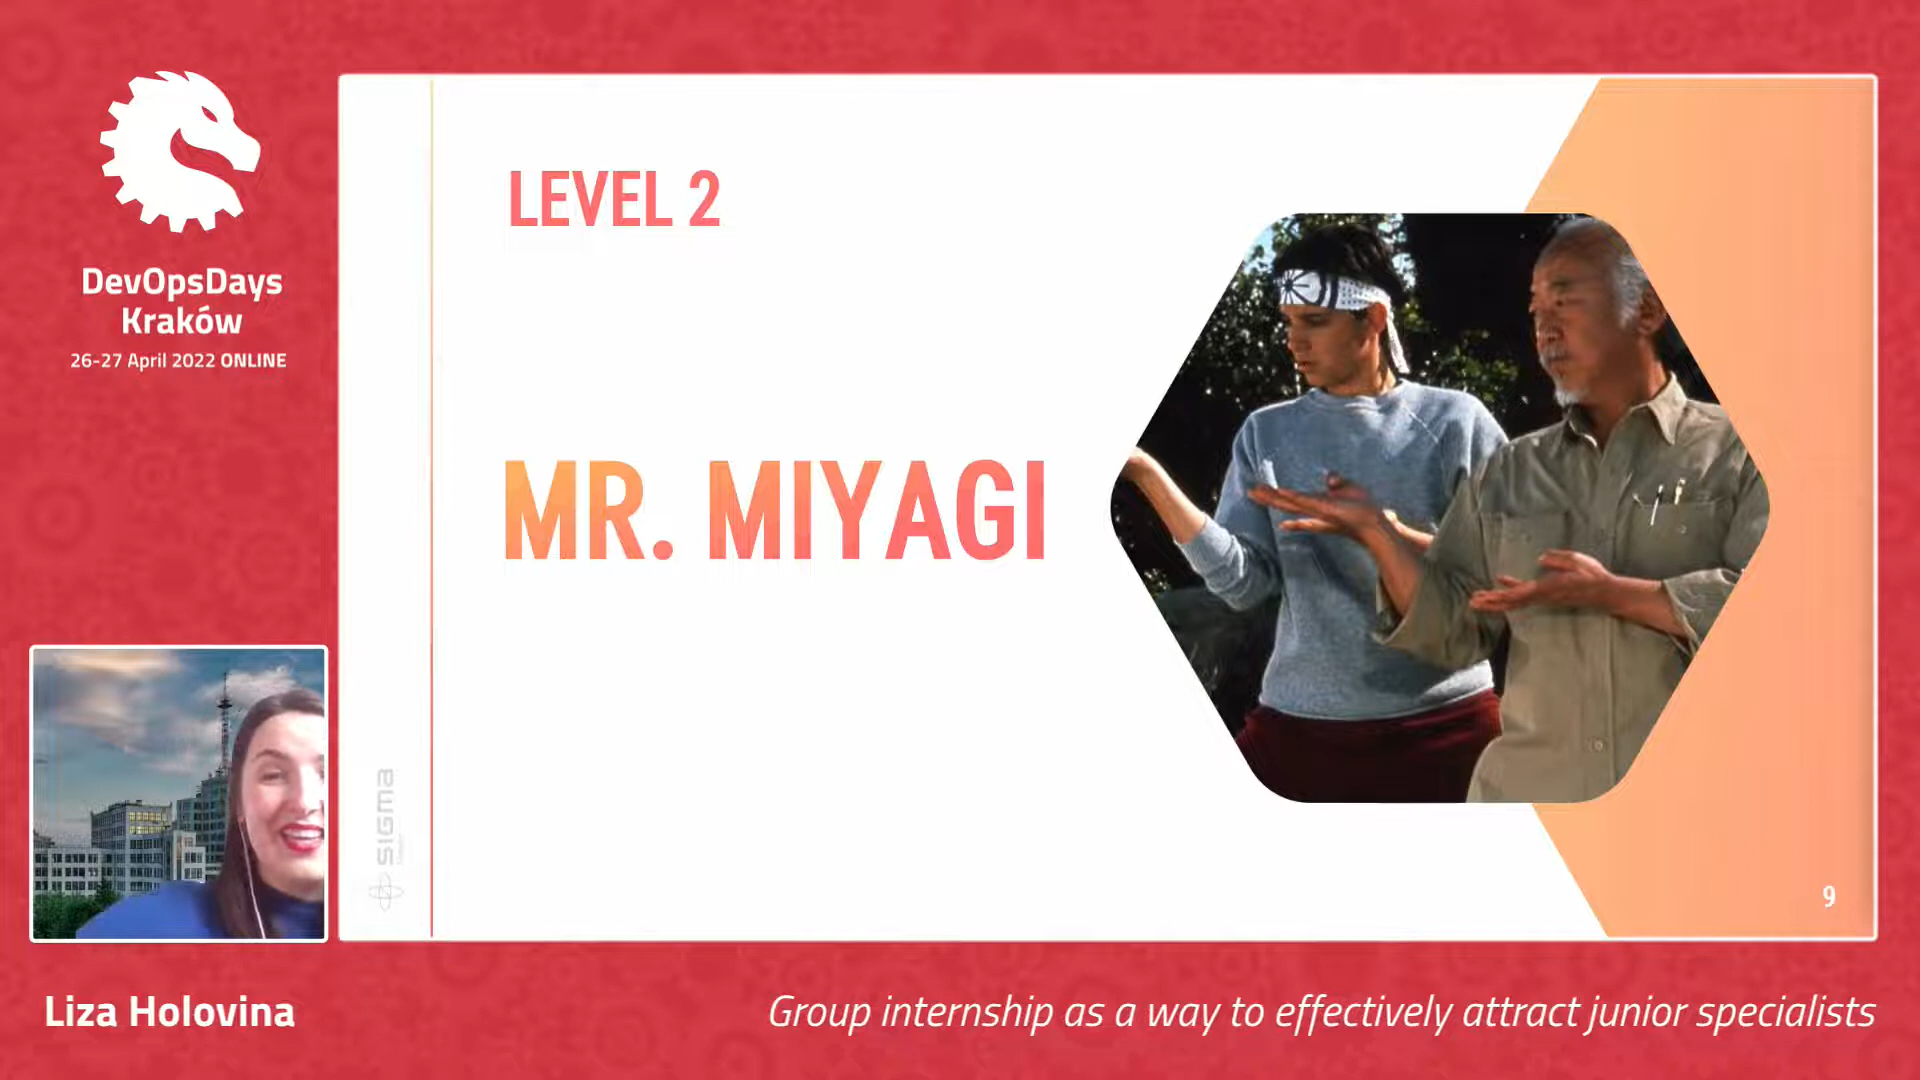 DevOpsDays
Kraków
26-27 April 2022 ONLINE
LEVEL 2
MR. MIYAGI
SIGMA
9
Liza Holovina
Group internship as a way to effectively attract junior specialists